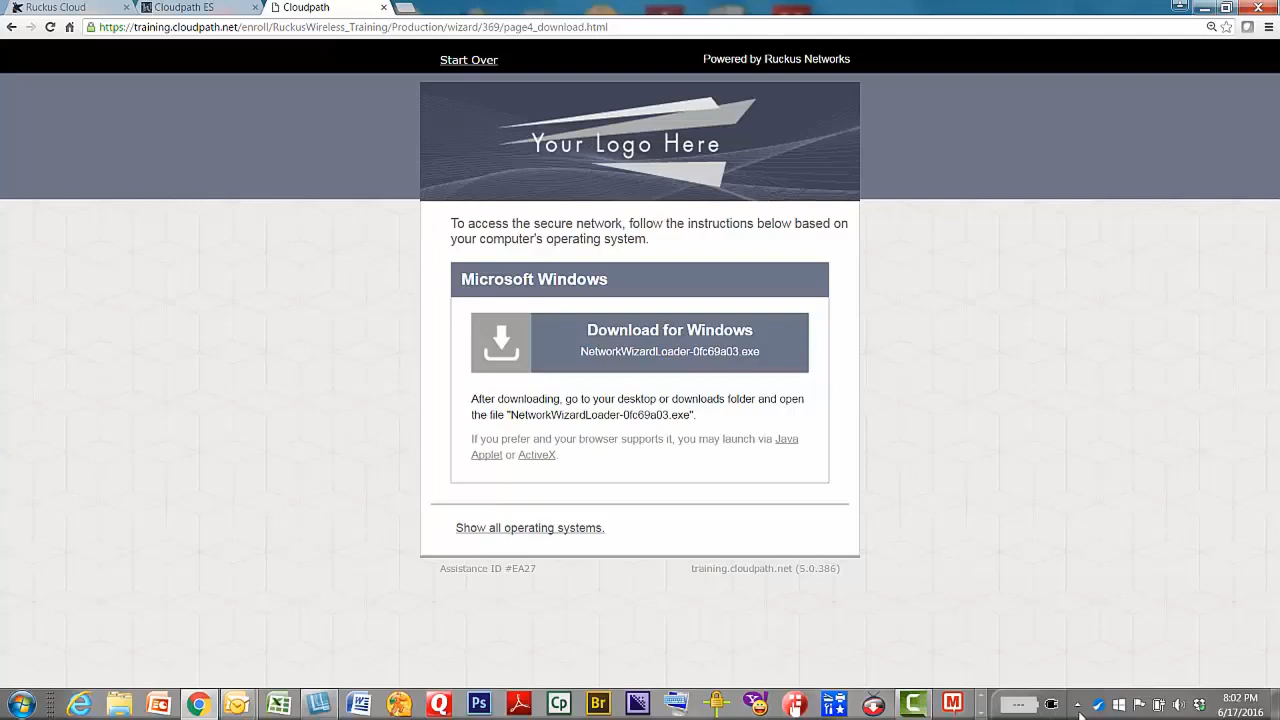 Ruckus Cloud
Cloudpath ES
Cloudpath
https://training.cloudpath.net/enroll/RuckusWireless_Training/Production/wizard/369/page4_download.html
Start Over
Powered by Ruckus Networks
Your Logo Here
To access the secure network, follow the instructions below based on
your computer's operating system.
Microsoft Windows
Download for Windows
NetworkWizardLoader-0fc69a03.exe
After downloading, go to your desktop or downloads folder and open
the file "NetworkWizardLoader-0fc69a03.exe".
If you prefer and your browser supports it, you may launch via Java
Applet or ActiveX.
Show all operating systems.
Assistance ID #EA27
training.cloudpath.net (5.0.386)
8:02 PM
6/17/2016